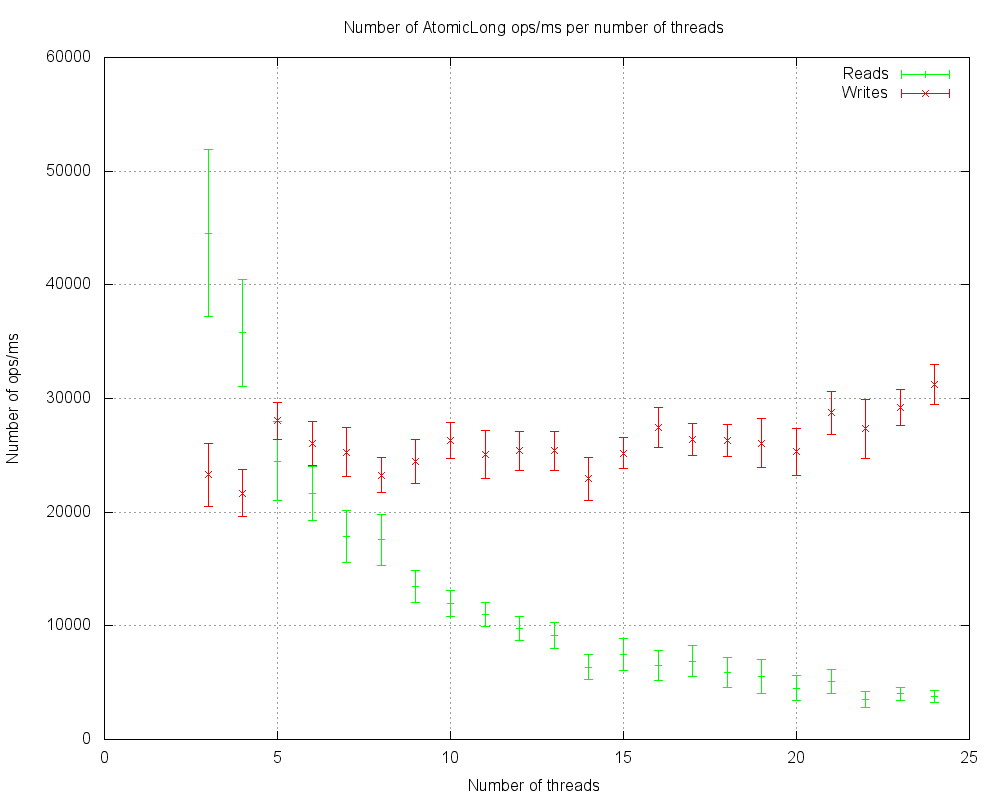 Number of AtomicLong ops/ms per number of threads
60000
50000
40000
30000
20000
10000
0
Number of ops/ms
Reads
Writes
0 5 10 15 20 25
Number of threads